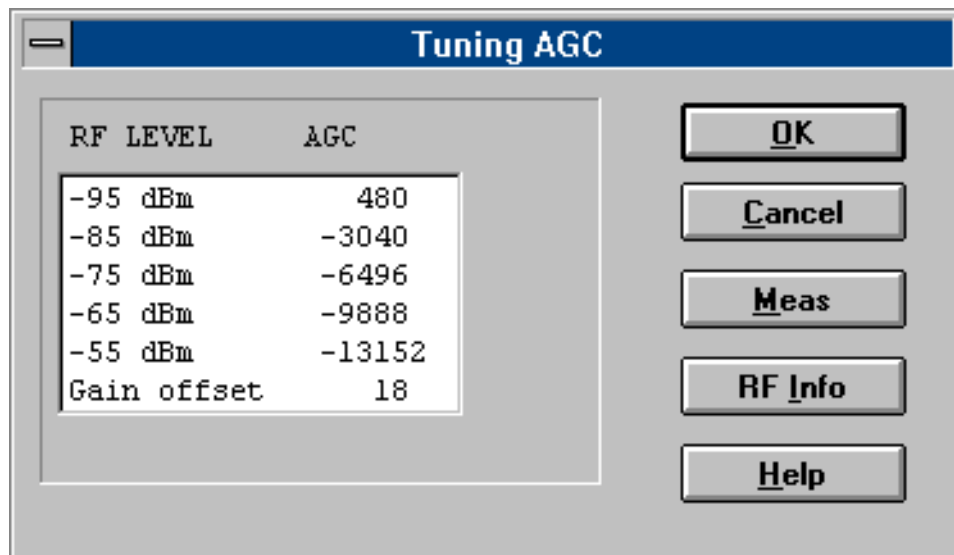 Tuning AGC
RF LEVEL AGC
-95 dBm 480
-85 dBm -3040
-75 dBm -6496
-65 dBm -9888
-55 dBm -13152
Gain offset 18
OK
Cancel
Meas
RF Info
Help